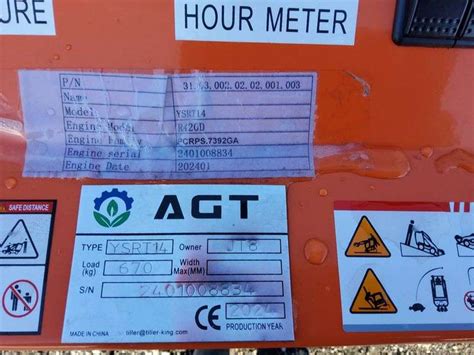 HOUR METER
P/N 31.03.002.02.02.001.003
Name
Model YSRT14
Engine Model R420D
Engine Family PCRPS.7392GA
Engine serial 2401008834
Engine Date 202401
AGT
TYPE YSRT14 Owner JT8
Load (kg) 670 Width Max(MM)
S/N 2401008834
CE 2024
MADE IN CHINA tiller@tiller-king.com PRODUCTION YEAR
SAFE DISTANCE
WARNING